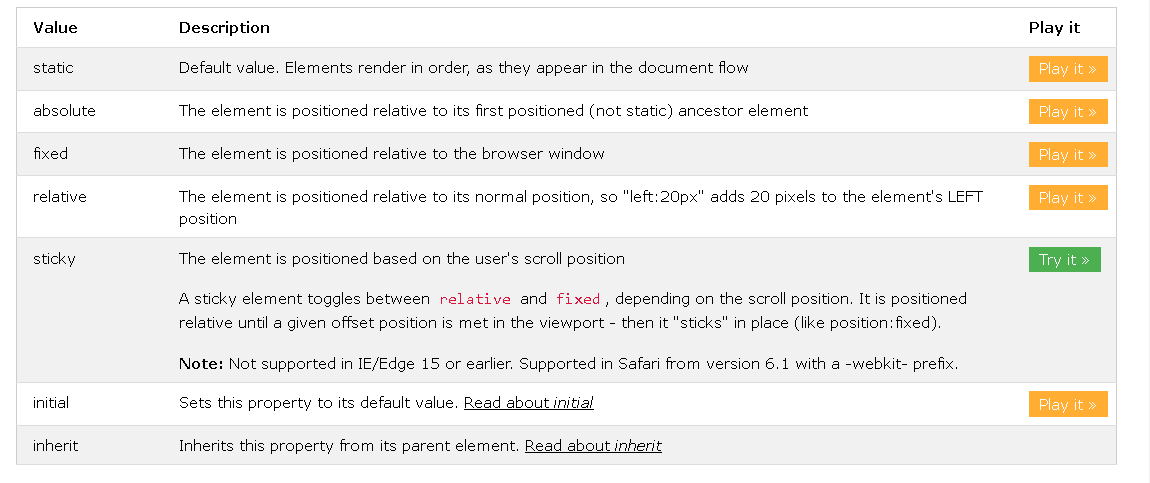 Value Description Play it
static Default value. Elements render in order, as they appear in the document flow Play it »
absolute The element is positioned relative to its first positioned (not static) ancestor element Play it »
fixed The element is positioned relative to the browser window Play it »
relative The element is positioned relative to its normal position, so "left:20px" adds 20 pixels to the element's LEFT Play it »
position
sticky The element is positioned based on the user's scroll position Try it »
A sticky element toggles between relative and fixed, depending on the scroll position. It is positioned
relative until a given offset position is met in the viewport - then it "sticks" in place (like position:fixed).
Note: Not supported in IE/Edge 15 or earlier. Supported in Safari from version 6.1 with a -webkit- prefix.
initial Sets this property to its default value. Read about initial Play it »
inherit Inherits this property from its parent element. Read about inherit